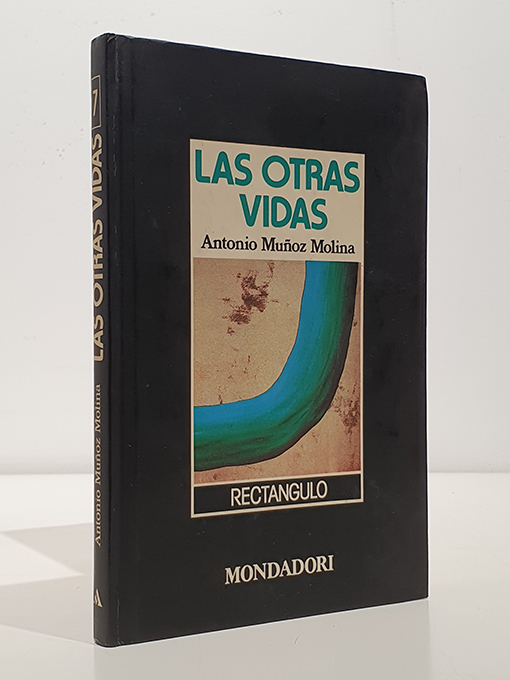 LAS OTRAS
VIDAS
Antonio Muñoz Molina
RECTANGULO
MONDADORI
7
LAS OTRAS VIDAS
Antonio Muñoz Molina